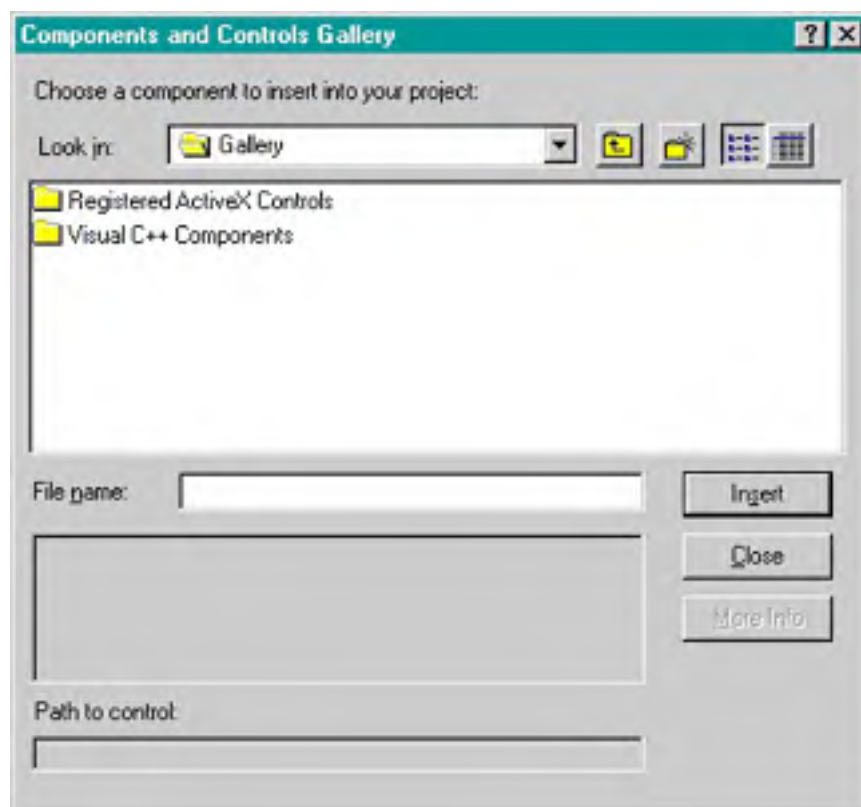 Components and Controls Gallery
Choose a component to insert into your project:
Look in: Gallery
Registered ActiveX Controls
Visual C++ Components
File name:
Insert
Close
More Info
Path to control: